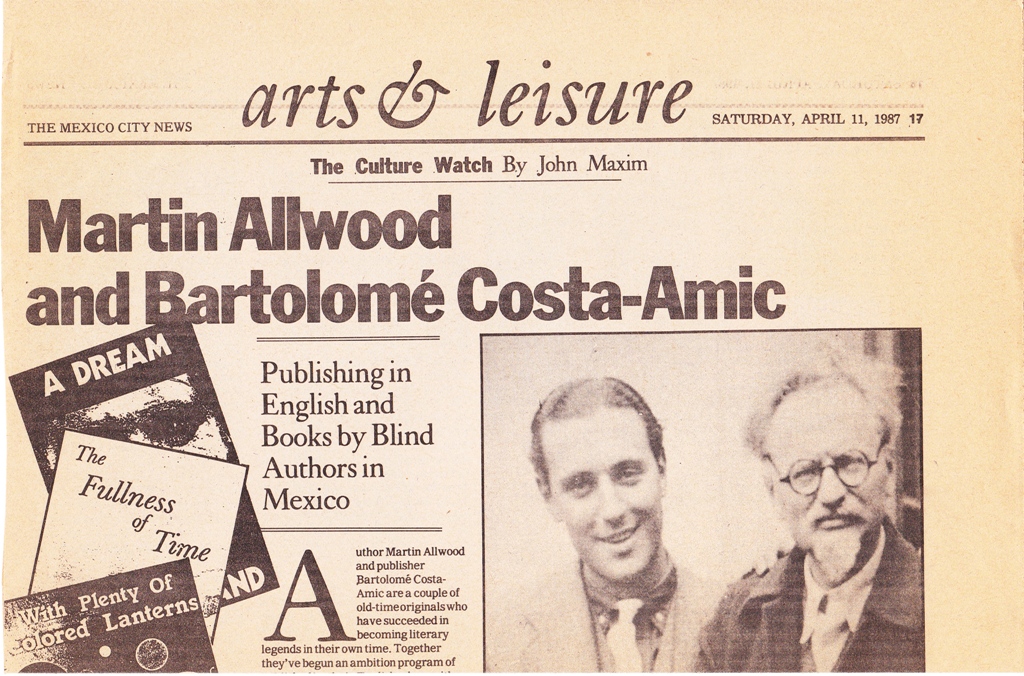 arts & leisure
THE MEXICO CITY NEWS
SATURDAY, APRIL 11, 1987 17
The Culture Watch By John Maxim
Martin Allwood
and Bartolomé Costa-Amic
A DREAM
AND
The
Fullness
of
Time
With Plenty Of
olored Lanterns
Publishing in
English and
Books by Blind
Authors in
Mexico
Author Martin Allwood
and publisher
Bartolomé Costa-
Amic are a couple of
old-time originals who
have succeeded in
becoming literary
legends in their own time. Together
they've begun an ambition program of